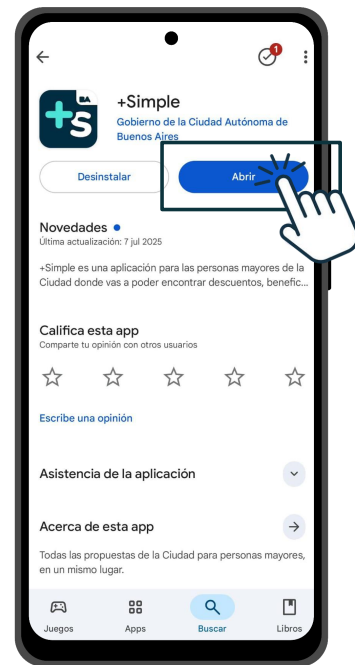 1
BA
+S
+Simple
Gobierno de la Ciudad Autónoma de
Buenos Aires
Desinstalar
Abrir
Novedades
Última actualización: 7 jul 2025
+Simple es una aplicación para las personas mayores de la
Ciudad donde vas a poder encontrar descuentos, benefic...
Califica esta app
Comparte tu opinión con otros usuarios
Escribe una opinión
Asistencia de la aplicación
Acerca de esta app
Todas las propuestas de la Ciudad para personas mayores,
en un mismo lugar.
Juegos
Apps
Buscar
Libros